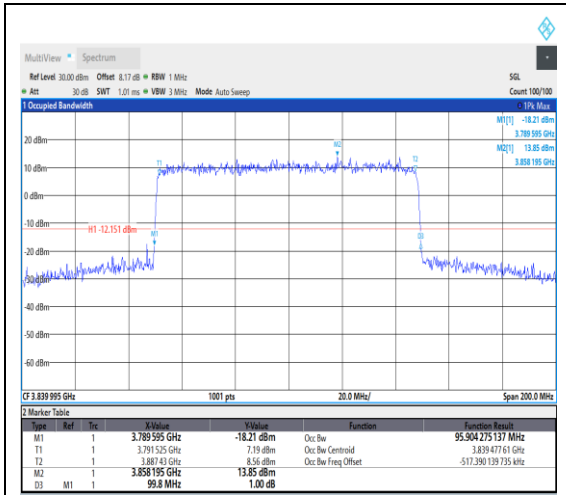 MultiView Spectrum
Ref Level 30.00 dBm Offset 8.17 dB RBW 1 MHz SGL
Att 30 dB SWT 1.01 ms VBW 3 MHz Mode Auto Sweep Count 100/100
1 Occupied Bandwidth 1Pk Max
M1[1] -18.21 dBm
3.789 595 GHz
M2[1] 13.85 dBm
3.858 195 GHz
20 dBm
M2
T1 T2
10 dBm
0 dBm
-10 dBm
H1 -12.151 dBm
M1 D3
-20 dBm
-30 dBm
-40 dBm
-50 dBm
-60 dBm
CF 3.839 995 GHz 1001 pts 20.0 MHz/ Span 200.0 MHz
2 Marker Table
Type Ref Trc X-Value Y-Value Function Function Result
M1 1 3.789 595 GHz -18.21 dBm Occ Bw 95.904 275 137 MHz
T1 1 3.791 525 GHz 7.19 dBm Occ Bw Centroid 3.839 477 61 GHz
T2 1 3.887 43 GHz 8.56 dBm Occ Bw Freq Offset -517.390 139 735 kHz
M2 1 3.858 195 GHz 13.85 dBm
D3 M1 1 99.8 MHz 1.00 dB